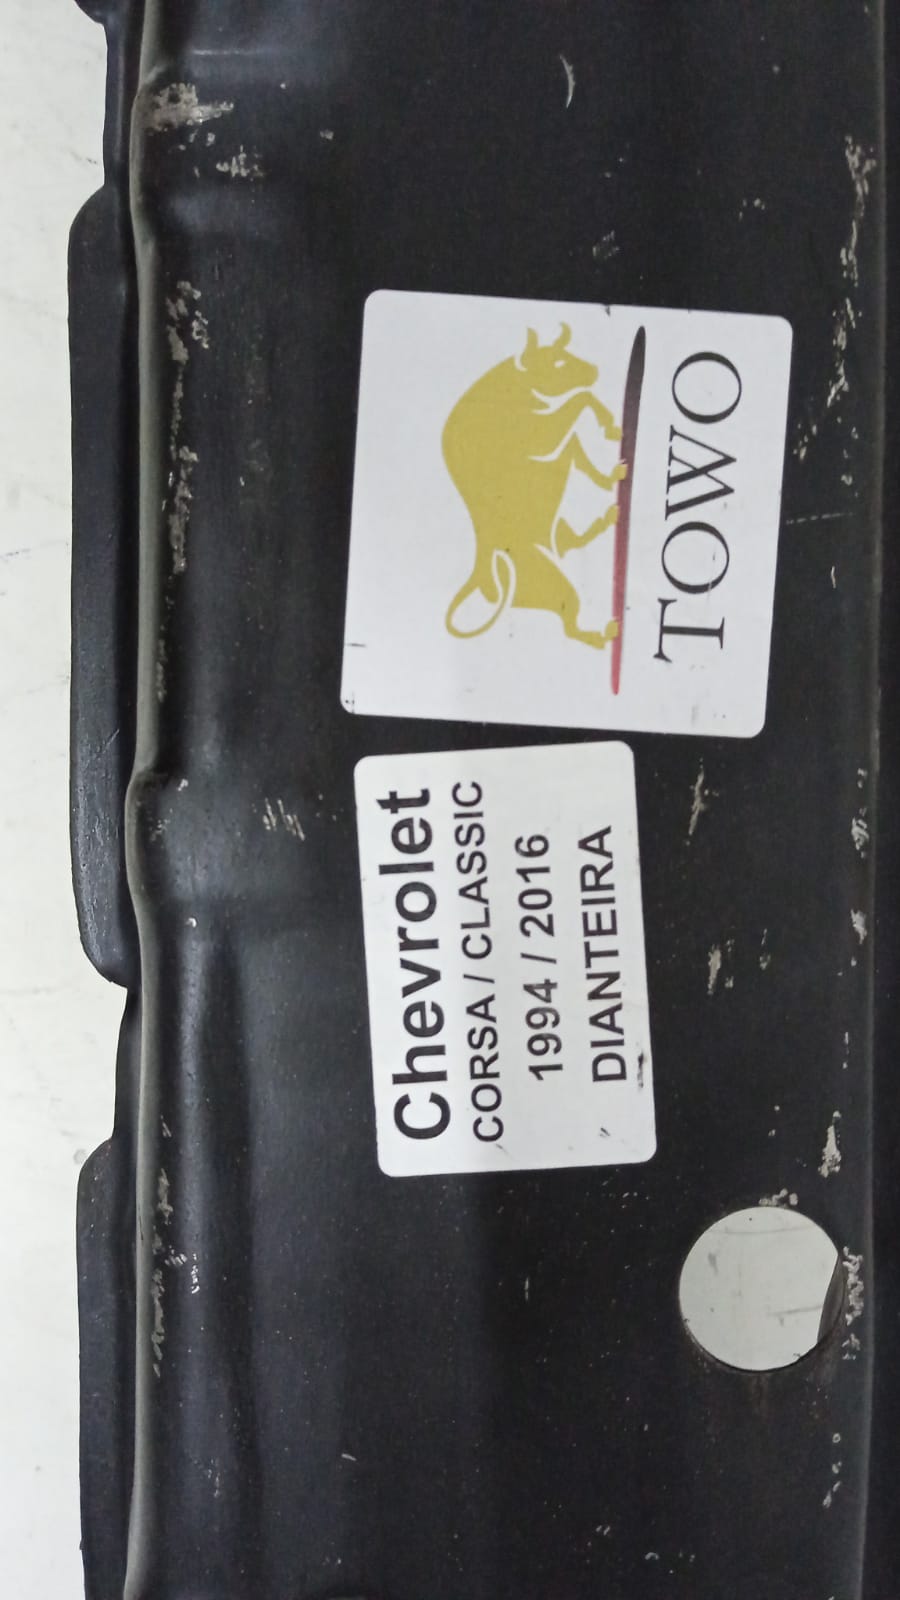 TOWO
Chevrolet
CORSA / CLASSIC
1994 / 2016
DIANTEIRA